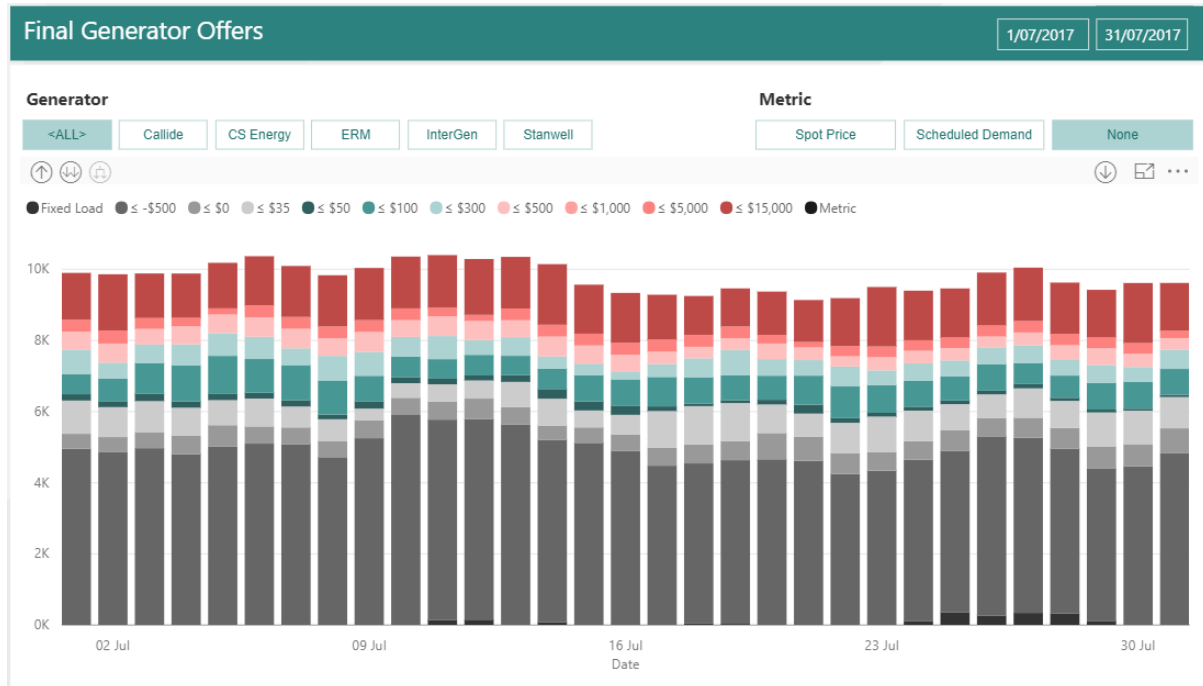 Final Generator Offers
1/07/2017 31/07/2017
Generator Metric
<ALL> Callide CS Energy ERM InterGen Stanwell Spot Price Scheduled Demand None
Fixed Load ≤ -$500 ≤ $0 ≤ $35 ≤ $50 ≤ $100 ≤ $300 ≤ $500 ≤ $1,000 ≤ $5,000 ≤ $15,000 Metric
10K
8K
6K
4K
2K
0K
02 Jul 09 Jul 16 Jul 23 Jul 30 Jul
Date